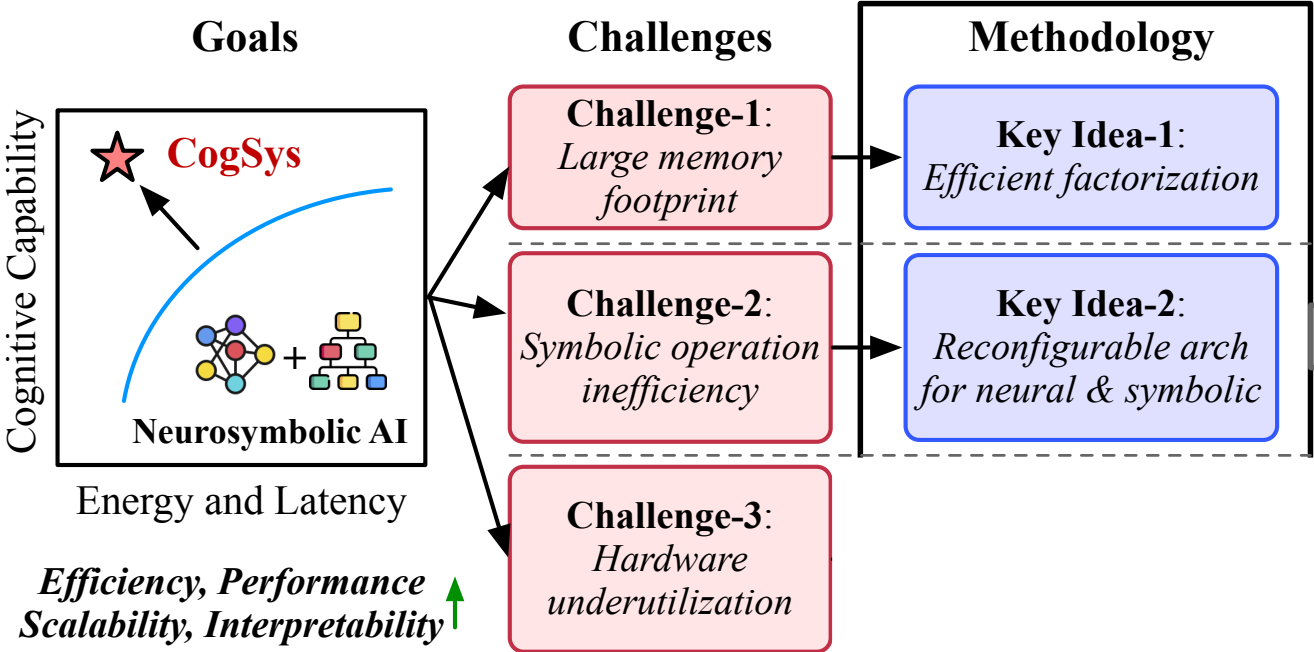 Goals
Cognitive Capability
CogSys
+
Neurosymbolic AI
Energy and Latency
Efficiency, Performance
Scalability, Interpretability
Challenges
Challenge-1:
Large memory
footprint
Challenge-2:
Symbolic operation
inefficiency
Challenge-3:
Hardware
underutilization
Methodology
Key Idea-1:
Efficient factorization
Key Idea-2:
Reconfigurable arch
for neural & symbolic